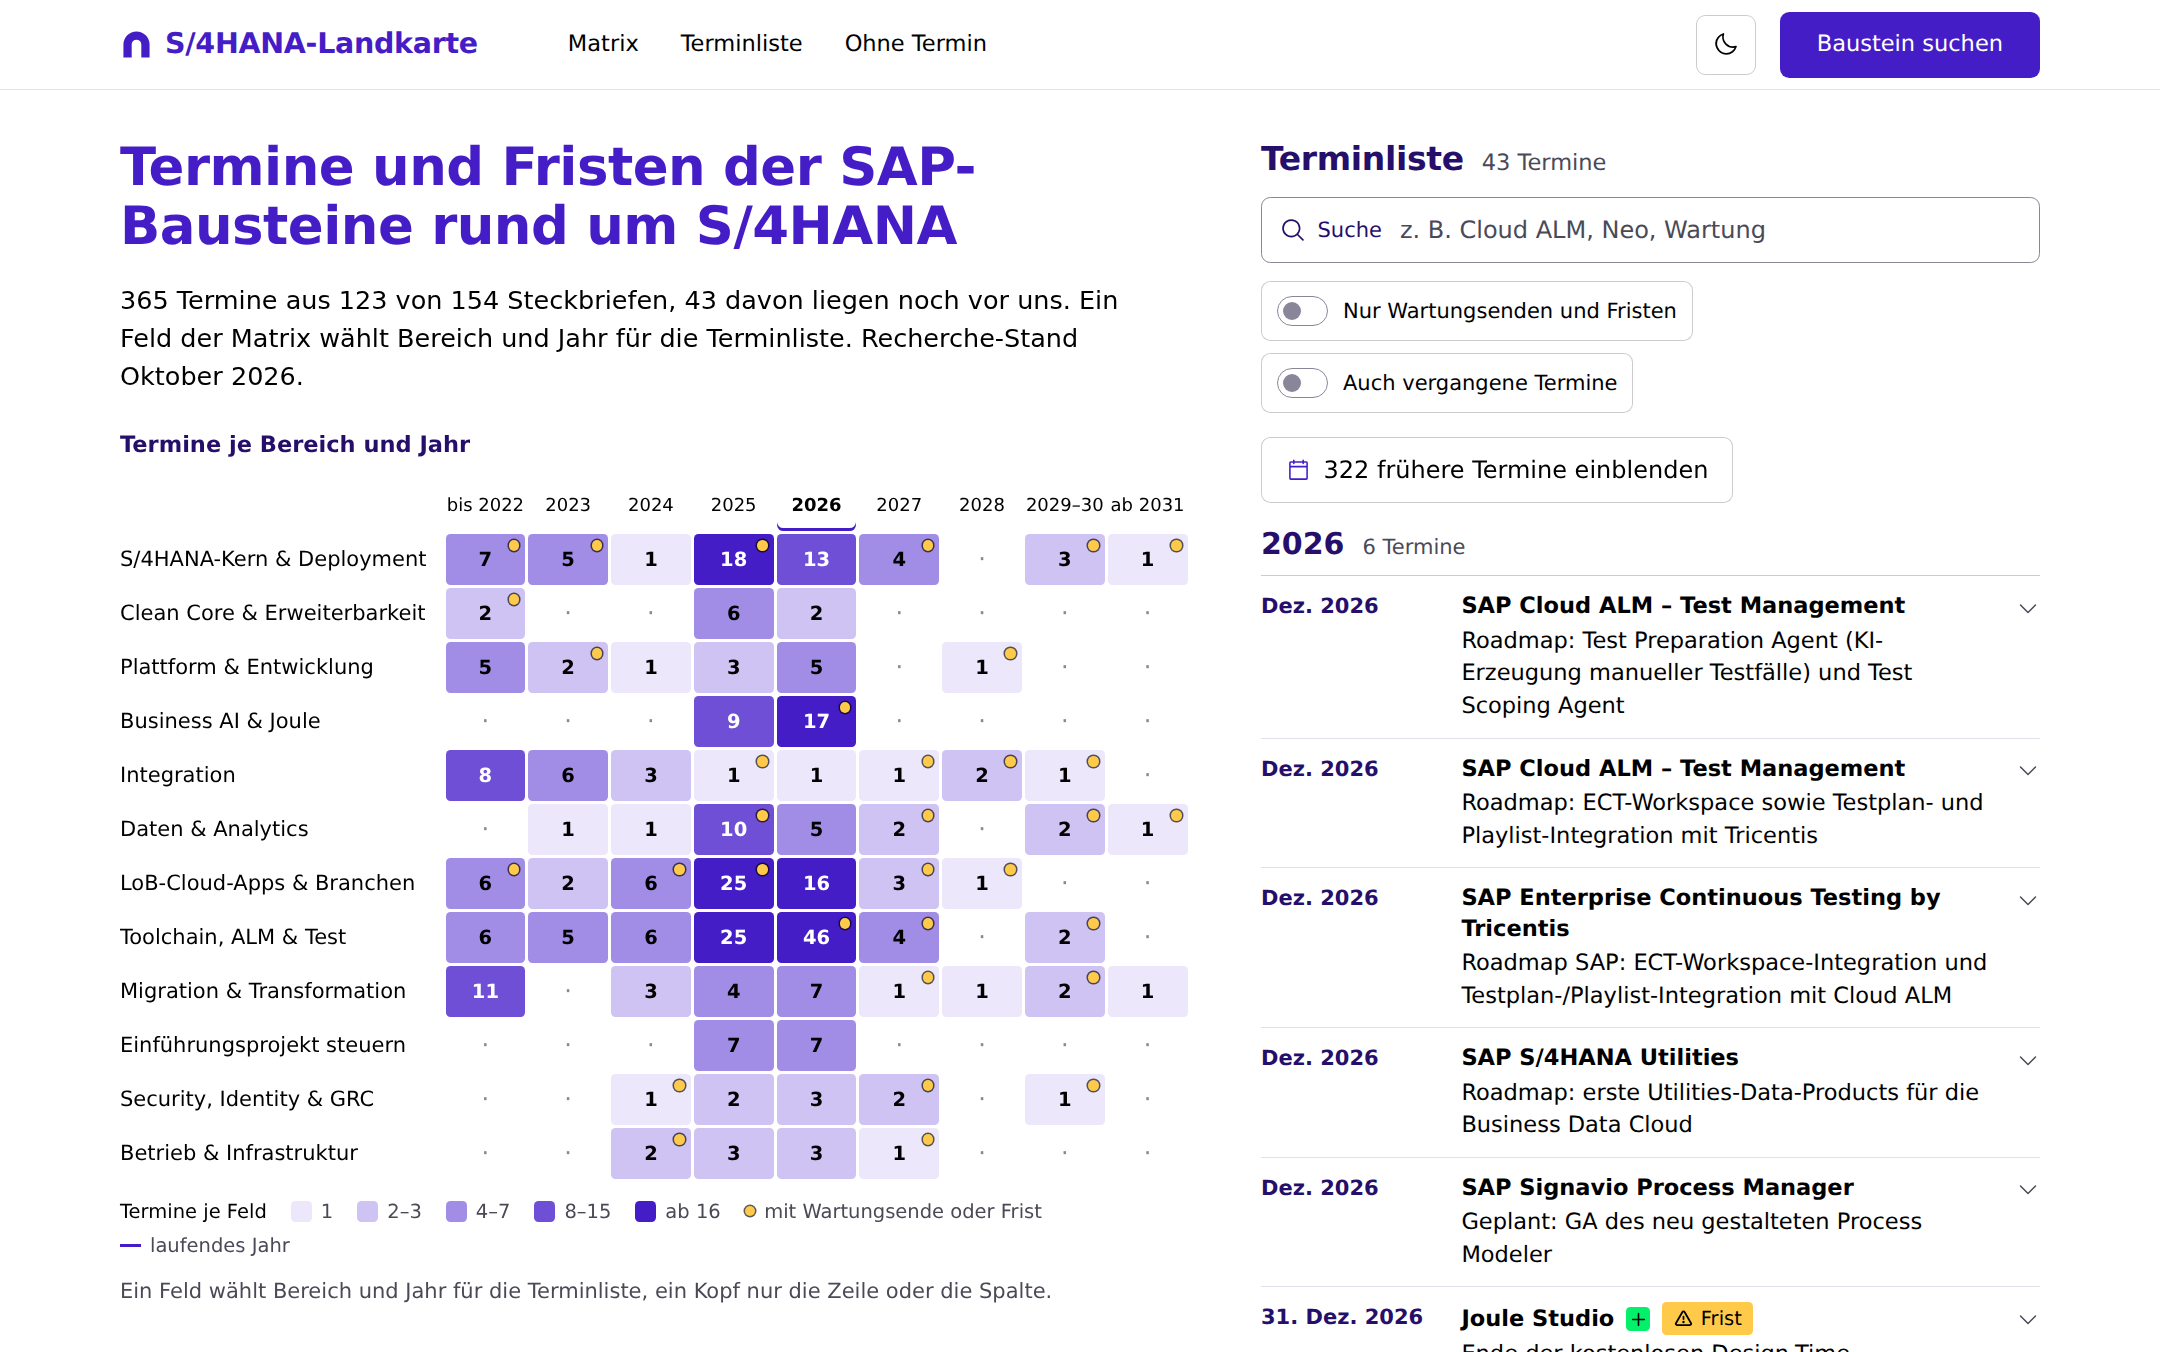 S/4HANA-Landkarte
Matrix
Terminliste
Ohne Termin
Baustein suchen
Termine und Fristen der SAP-
Bausteine rund um S/4HANA
365 Termine aus 123 von 154 Steckbriefen, 43 davon liegen noch vor uns. Ein
Feld der Matrix wählt Bereich und Jahr für die Terminliste. Recherche-Stand
Oktober 2026.
Termine je Bereich und Jahr
bis 2022 2023 2024 2025 2026 2027 2028 2029–30 ab 2031
S/4HANA-Kern & Deployment 7 5 1 18 13 4 · 3 1
Clean Core & Erweiterbarkeit 2 · · 6 2 · · · ·
Plattform & Entwicklung 5 2 1 3 5 · 1 · ·
Business AI & Joule · · · 9 17 · · · ·
Integration 8 6 3 1 1 1 2 1 ·
Daten & Analytics · 1 1 10 5 2 · 2 1
LoB-Cloud-Apps & Branchen 6 2 6 25 16 3 1 · ·
Toolchain, ALM & Test 6 5 6 25 46 4 · 2 ·
Migration & Transformation 11 · 3 4 7 1 1 2 1
Einführungsprojekt steuern · · · 7 7 · · · ·
Security, Identity & GRC · · 1 2 3 2 · 1 ·
Betrieb & Infrastruktur · · 2 3 3 1 · · ·
Termine je Feld 1 2–3 4–7 8–15 ab 16 mit Wartungsende oder Frist
laufendes Jahr
Ein Feld wählt Bereich und Jahr für die Terminliste, ein Kopf nur die Zeile oder die Spalte.
Terminliste 43 Termine
Suche z. B. Cloud ALM, Neo, Wartung
Nur Wartungsenden und Fristen
Auch vergangene Termine
322 frühere Termine einblenden
2026 6 Termine
Dez. 2026 SAP Cloud ALM – Test Management
Roadmap: Test Preparation Agent (KI-
Erzeugung manueller Testfälle) und Test
Scoping Agent
Dez. 2026 SAP Cloud ALM – Test Management
Roadmap: ECT-Workspace sowie Testplan- und
Playlist-Integration mit Tricentis
Dez. 2026 SAP Enterprise Continuous Testing by
Tricentis
Roadmap SAP: ECT-Workspace-Integration und
Testplan-/Playlist-Integration mit Cloud ALM
Dez. 2026 SAP S/4HANA Utilities
Roadmap: erste Utilities-Data-Products für die
Business Data Cloud
Dez. 2026 SAP Signavio Process Manager
Geplant: GA des neu gestalteten Process
Modeler
31. Dez. 2026 Joule Studio + Frist
Ende der kostenlosen Design-Time